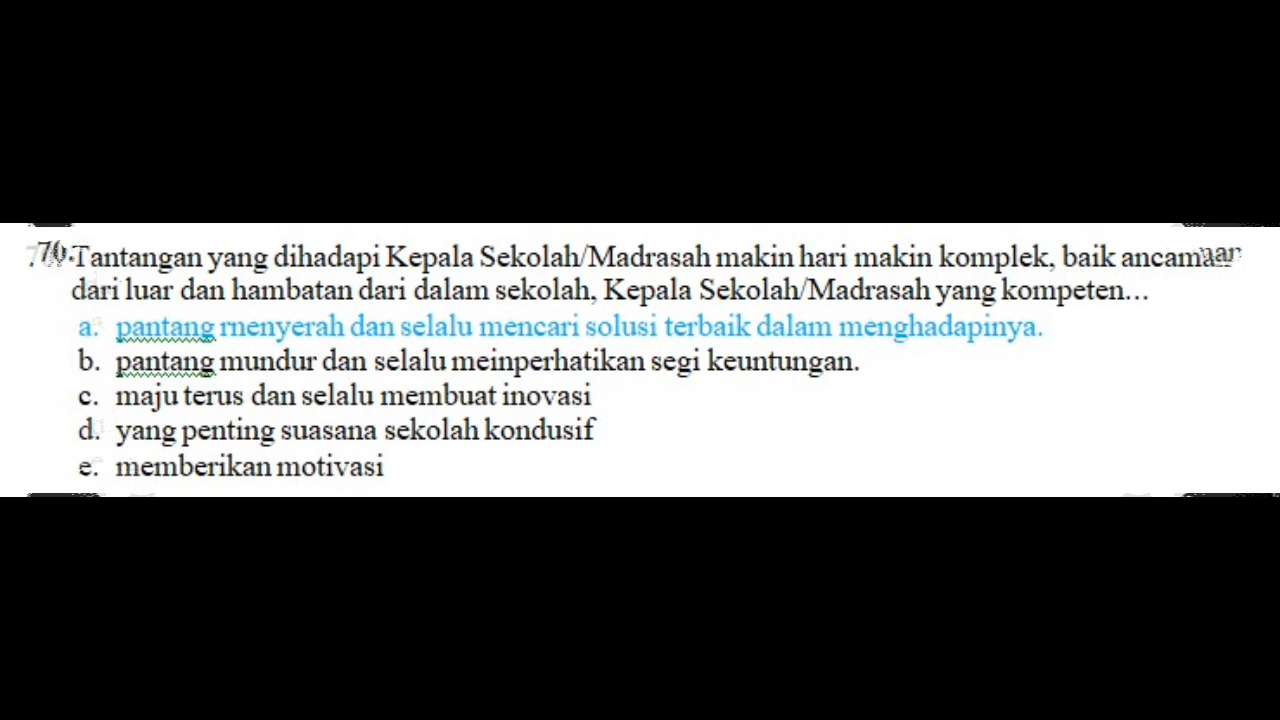 70. Tantangan yang dihadapi Kepala Sekolah/Madrasah makin hari makin komplek, baik ancaman
dari luar dan hambatan dari dalam sekolah, Kepala Sekolah/Madrasah yang kompeten...
a. pantang rnenyerah dan selalu mencari solusi terbaik dalam menghadapinya.
b. pantang mundur dan selalu meinperhatikan segi keuntungan.
c. maju terus dan selalu membuat inovasi
d. yang penting suasana sekolah kondusif
e. memberikan motivasi